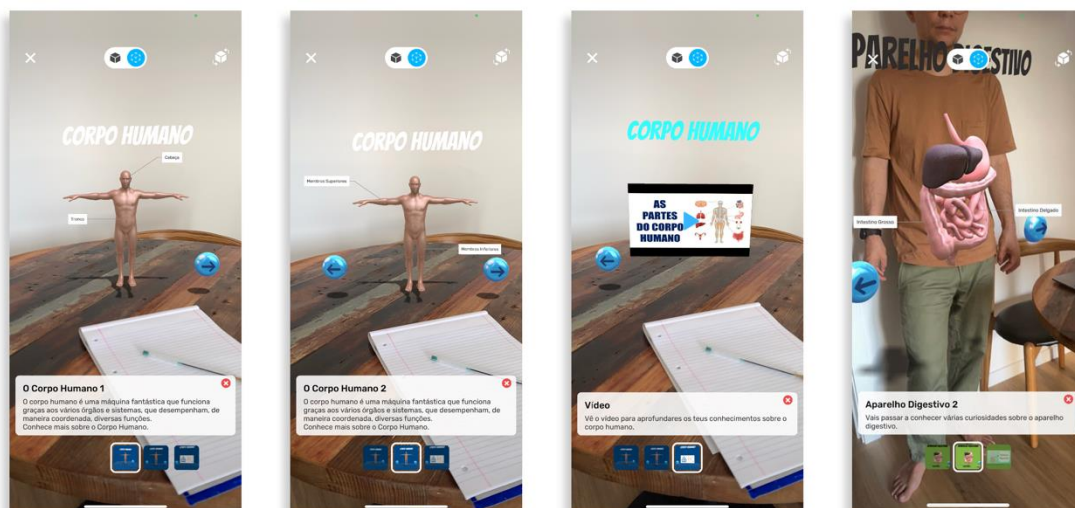 CORPO HUMANO
Cabeça
Tronco
O Corpo Humano 1
O corpo humano é uma máquina fantástica que funciona
graças aos vários órgãos e sistemas, que desempenham, de
maneira coordenada, diversas funções.
Conhece mais sobre o Corpo Humano.
CORPO HUMANO
Membros Superiores
Membros Inferiores
O Corpo Humano 2
O corpo humano é uma máquina fantástica que funciona
graças aos vários órgãos e sistemas, que desempenham, de
maneira coordenada, diversas funções.
Conhece mais sobre o Corpo Humano.
CORPO HUMANO
AS
PARTES
DO CORPO
HUMANO
Vídeo
Vê o vídeo para aprofundares os teus conhecimentos sobre o
corpo humano.
PARELHO DIGESTIVO
Intestino Delgado
Intestino Grosso
Aparelho Digestivo 2
Vais passar a conhecer várias curiosidades sobre o aparelho
digestivo.